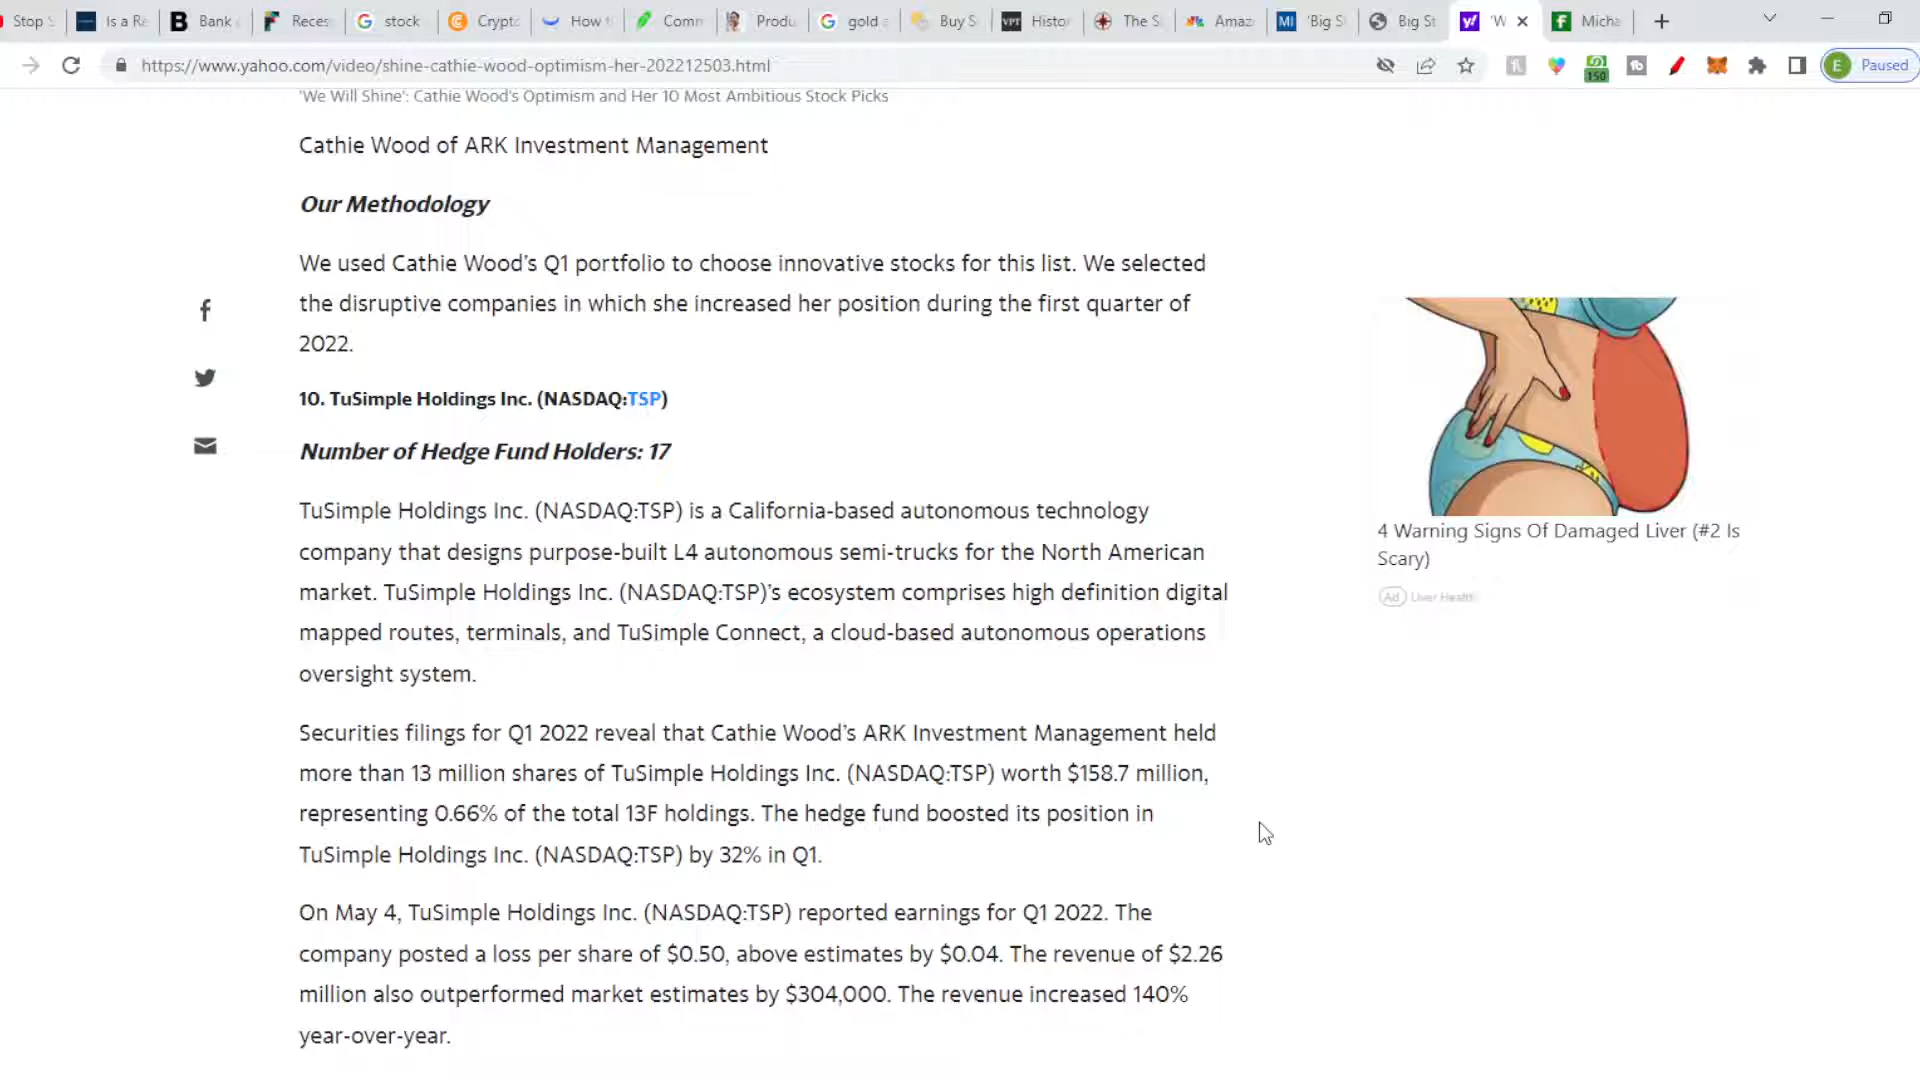 Stop S
Is a Re
Bank
Reces
stock
Crypto
How t
Comm
Produ
gold
Buy S
VPT
Histo
The S
Amaz
MI
'Big S
Big St
'W
Micha
https://www.yahoo.com/video/shine-cathie-wood-optimism-her-202212503.html
150
E Paused
'We Will Shine': Cathie Wood's Optimism and Her 10 Most Ambitious Stock Picks
Cathie Wood of ARK Investment Management
Our Methodology
We used Cathie Wood's Q1 portfolio to choose innovative stocks for this list. We selected
the disruptive companies in which she increased her position during the first quarter of
2022.
10. TuSimple Holdings Inc. (NASDAQ:TSP)
Number of Hedge Fund Holders: 17
TuSimple Holdings Inc. (NASDAQ:TSP) is a California-based autonomous technology
company that designs purpose-built L4 autonomous semi-trucks for the North American
market. TuSimple Holdings Inc. (NASDAQ:TSP)'s ecosystem comprises high definition digital
mapped routes, terminals, and TuSimple Connect, a cloud-based autonomous operations
oversight system.
Securities filings for Q1 2022 reveal that Cathie Wood's ARK Investment Management held
more than 13 million shares of TuSimple Holdings Inc. (NASDAQ:TSP) worth $158.7 million,
representing 0.66% of the total 13F holdings. The hedge fund boosted its position in
TuSimple Holdings Inc. (NASDAQ:TSP) by 32% in Q1.
On May 4, TuSimple Holdings Inc. (NASDAQ:TSP) reported earnings for Q1 2022. The
company posted a loss per share of $0.50, above estimates by $0.04. The revenue of $2.26
million also outperformed market estimates by $304,000. The revenue increased 140%
year-over-year.
4 Warning Signs Of Damaged Liver (#2 Is
Scary)
Ad Liver Health